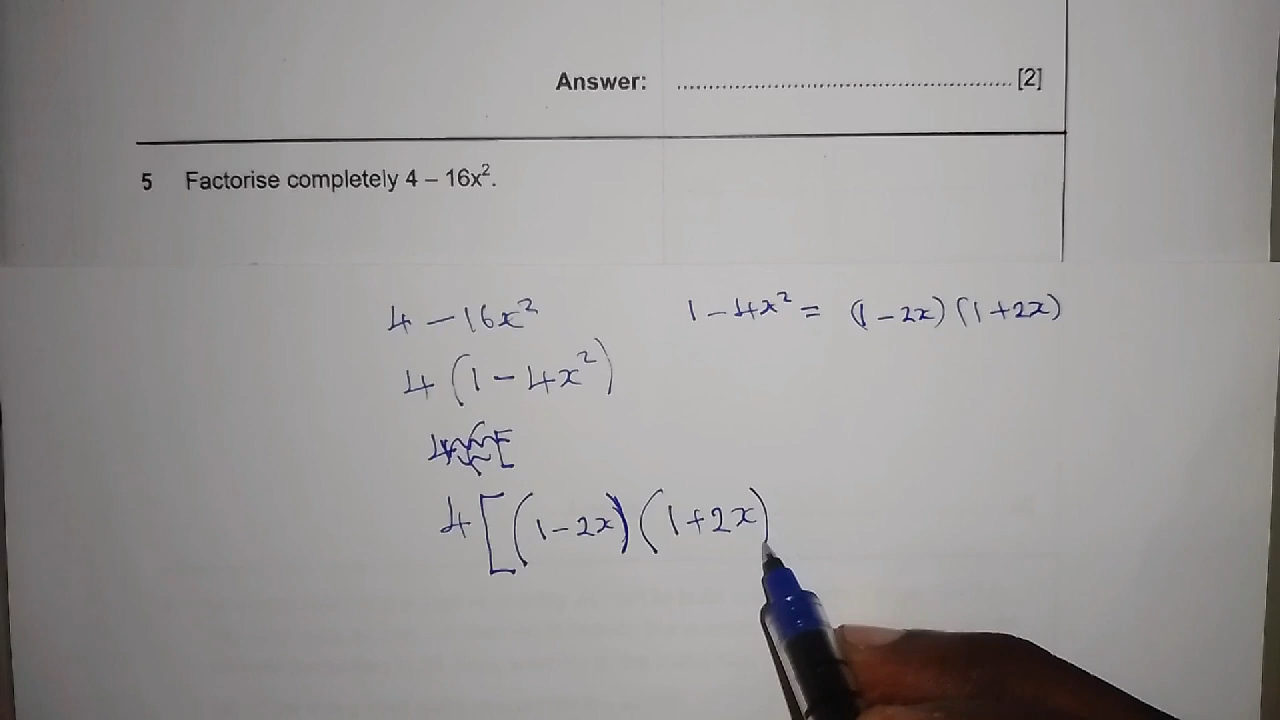 Answer: ........................................................ [2]
5 Factorise completely 4 – 16x².
4 – 16x²
1 – 4x² = (1 – 2x)(1 + 2x)
4(1 – 4x²)
4[(1 – 2x)(1 + 2x)